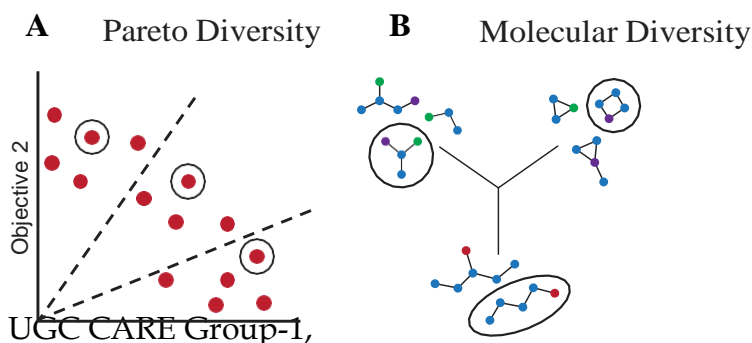 A Pareto Diversity
B Molecular Diversity
Objective 2
UGC CARE Group-1,